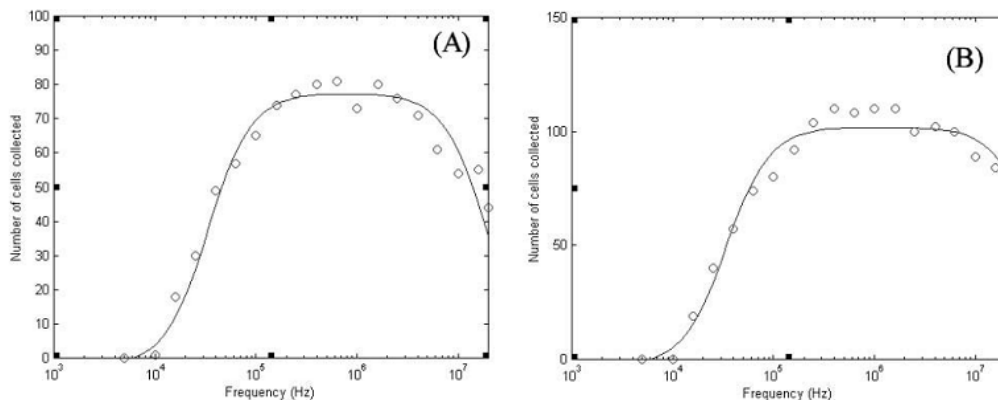 100
90
80
70
60
50
40
30
20
10
0
Number of cells collected
(A)
10³ 10⁴ 10⁵ 10⁶ 10⁷
Frequency (Hz)
150
100
50
0
Number of cells collected
(B)
10³ 10⁴ 10⁵ 10⁶ 10⁷
Frequency (Hz)